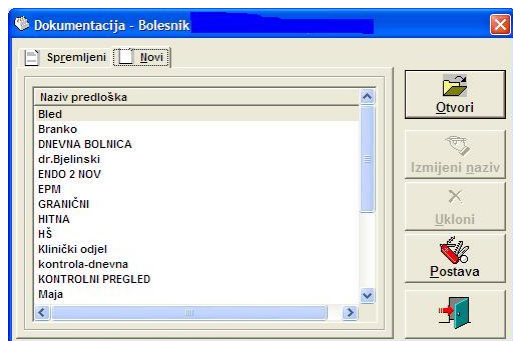 Dokumentacija - Bolesnik
Spremljeni
Novi
Naziv predloška
Bled
Branko
DNEVNA BOLNICA
dr.Bjelinski
ENDO 2 NOV
EPM
GRANIČNI
HITNA
HŠ
Klinički odjel
kontrola-dnevna
KONTROLNI PREGLED
Maja
Otvori
Izmijeni naziv
Ukloni
Postava